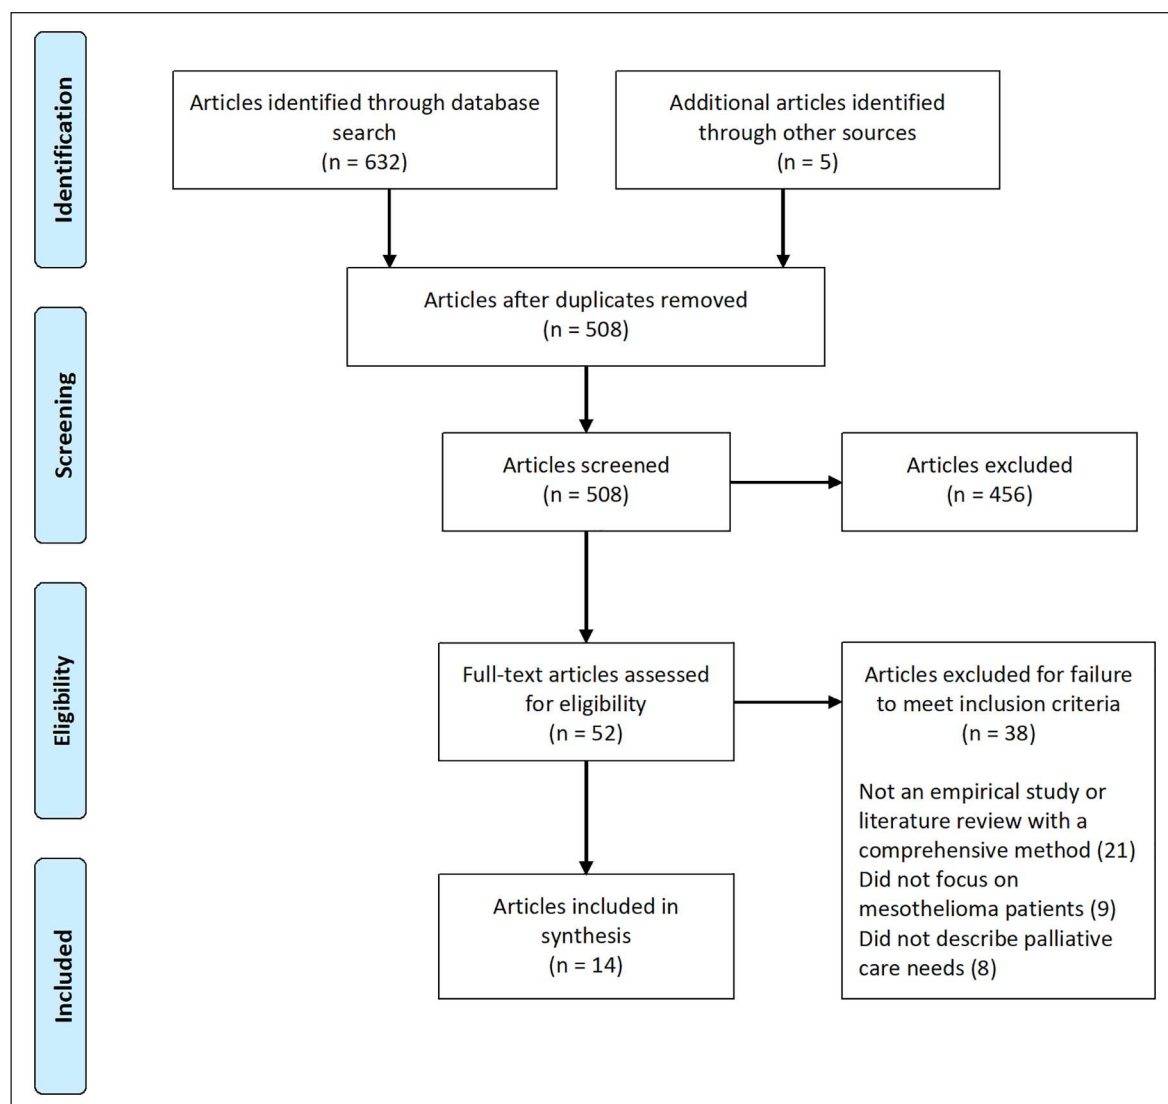 Identification
Articles identified through database
search
(n = 632)
Additional articles identified
through other sources
(n = 5)
Articles after duplicates removed
(n = 508)
Screening
Articles screened
(n = 508)
Articles excluded
(n = 456)
Eligibility
Full-text articles assessed
for eligibility
(n = 52)
Articles excluded for failure
to meet inclusion criteria
(n = 38)
Not an empirical study or
literature review with a
comprehensive method (21)
Did not focus on
mesothelioma patients (9)
Did not describe palliative
care needs (8)
Included
Articles included in
synthesis
(n = 14)